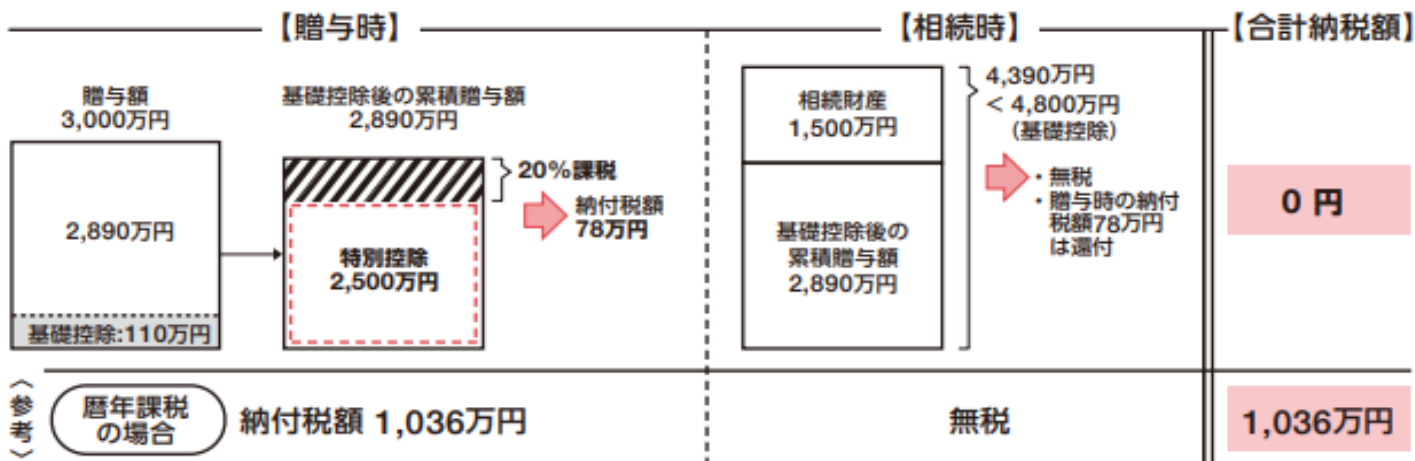 【贈与時】
贈与額
3,000万円
2,890万円
基礎控除:110万円
基礎控除後の累積贈与額
2,890万円
特別控除
2,500万円
20%課税
納付税額
78万円
【相続時】
相続財産
1,500万円
基礎控除後の
累積贈与額
2,890万円
4,390万円
< 4,800万円
(基礎控除)
・無税
・贈与時の納付
税額78万円
は還付
【合計納税額】
0 円
〈参考〉
暦年課税
の場合
納付税額 1,036万円
無税
1,036万円